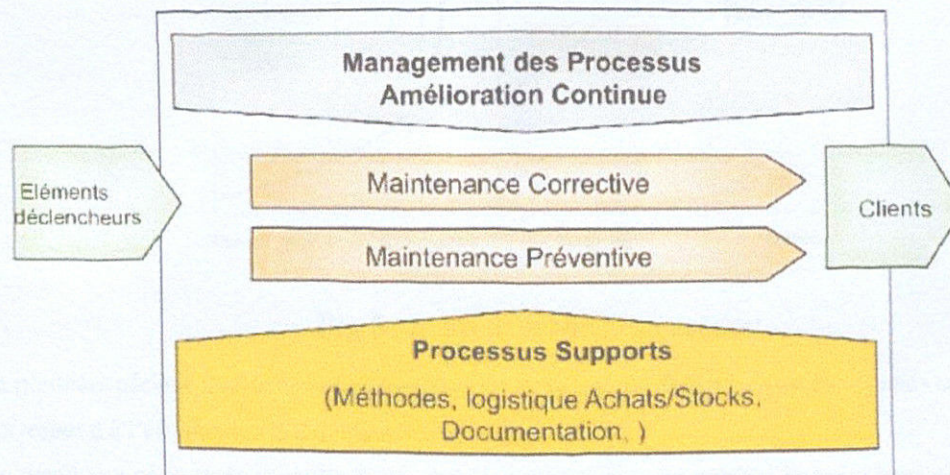 Management des Processus
Amélioration Continue
Eléments
déclencheurs
Maintenance Corrective
Maintenance Préventive
Clients
Processus Supports
(Méthodes, logistique Achats/Stocks,
Documentation, )